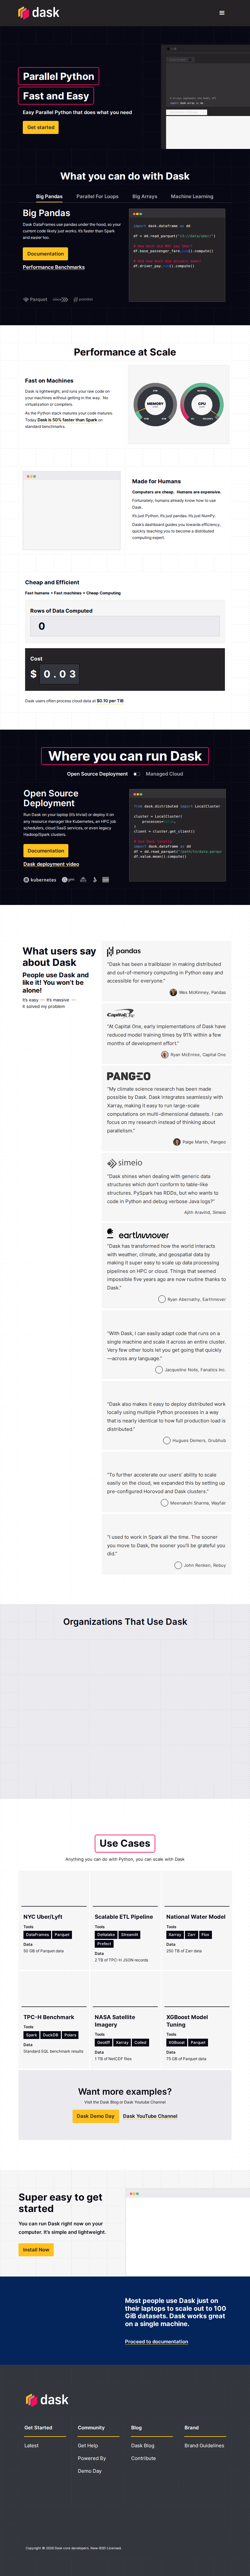 dask
Parallel Python
Fast and Easy
Easy Parallel Python that does what you need
Get started
What you can do with Dask
Big Pandas
Parallel For Loops
Big Arrays
Machine Learning
Big Pandas
Dask DataFrames use pandas under the hood, so your
current code likely just works. It's faster than Spark
and easier too.
Documentation
Performance Benchmarks
Parquet
import dask.dataframe as dd
Performance at Scale
Fast on Machines
Dask is lightweight, and runs your raw code on
your machines without getting in the way. No
virtualization or compilers.
As the Python stack matures your code matures.
Today Dask is 50% faster than Spark on
standard benchmarks.
MEMORY
CPU
Made for Humans
Computers are cheap. Humans are expensive.
Fortunately, humans already know how to use
Dask.
It's just Python. It's just pandas. It's just NumPy.
Dask's dashboard guides you towards efficiency,
quickly teaching you to become a distributed
computing expert.
Cheap and Efficient
Fast humans + Fast machines = Cheap Computing
Rows of Data Computed
0
Cost
$ 0.03
Dask users often process cloud data at $0.10 per TiB
Where you can run Dask
Open Source Deployment
Managed Cloud
Open Source
Deployment
Run Dask on your laptop (it's trivial) or deploy it on
any resource manager like Kubernetes, an HPC job
scheduler, cloud SaaS services, or even legacy
Hadoop/Spark clusters.
Documentation
Dask deployment video
kubernetes
from dask.distributed import LocalCluster
cluster = LocalCluster(
)
client = cluster.get_client()
import dask.dataframe as dd
df.value.mean().compute()
What users say
about Dask
People use Dask and
like it! You won't be
alone!
It's easy — It's massive —
It solved my problem
pandas
"Dask has been a trailblazer in making distributed
and out-of-memory computing in Python easy and
accessible for everyone."
Wes McKinney, Pandas
Capital One
"At Capital One, early implementations of Dask have
reduced model training times by 91% within a few
months of development effort."
Ryan McEntee, Capital One
PANGEO
"My climate science research has been made
possible by Dask. Dask integrates seamlessly with
Xarray, making it easy to run large-scale
computations on multi-dimensional datasets. I can
focus on my research instead of thinking about
parallelism."
Paige Martin, Pangeo
simeio
"Dask shines when dealing with generic data
structures which don't conform to table-like
structures. PySpark has RDDs, but who wants to
code in Python and debug verbose Java logs?"
Ajith Aravind, Simeio
earthmover
"Dask has transformed how the world interacts
with weather, climate, and geospatial data by
making it super easy to scale up data processing
pipelines on HPC or cloud. Things that seemed
impossible five years ago are now routine thanks to
Dask."
Ryan Abernathy, Earthmover
"With Dask, I can easily adapt code that runs on a
single machine and scale it across an entire cluster.
Very few other tools let you get going that quickly
—across any language."
Jacqueline Nolis, Fanatics Inc.
"Dask also makes it easy to deploy distributed work
locally using multiple Python processes in a way
that is nearly identical to how full production load is
distributed."
Hugues Demers, Grubhub
"To further accelerate our users' ability to scale
easily on the cloud, we expanded this by setting up
pre-configured Horovod and Dask clusters."
Meenakshi Sharma, Wayfair
"I used to work in Spark all the time. The sooner
you move to Dask, the sooner you'll be grateful you
did."
John Renken, Rebuy
Organizations That Use Dask
Use Cases
Anything you can do with Python, you can scale with Dask
NYC Uber/Lyft
Tools
DataFrames
Parquet
Data
50 GB of Parquet data
Scalable ETL Pipeline
Tools
Deltalake
Streamlit
Prefect
Data
2 TB of TPC-H JSON records
National Water Model
Tools
Xarray
Zarr
Flox
Data
250 TB of Zarr data
TPC-H Benchmark
Tools
Spark
DuckDB
Polars
Data
Standard SQL benchmark results
NASA Satellite
Imagery
Tools
Geotiff
Xarray
Coiled
Data
1 TB of NetCDF files
XGBoost Model
Tuning
Tools
XGBoost
Parquet
Data
75 GB of Parquet data
Want more examples?
Visit the Dask Blog or Dask Youtube Channel
Dask Demo Day
Dask YouTube Channel
Super easy to get
started
You can run Dask right now on your
computer. It's simple and lightweight.
Install Now
Most people use Dask just on
their laptops to scale out to 100
GiB datasets. Dask works great
on a single machine.
Proceed to documentation
dask
Get Started
Latest
Community
Get Help
Powered By
Demo Day
Blog
Dask Blog
Contribute
Brand
Brand Guidelines
Copyright © 2026 Dask core developers. New BSD Licensed.